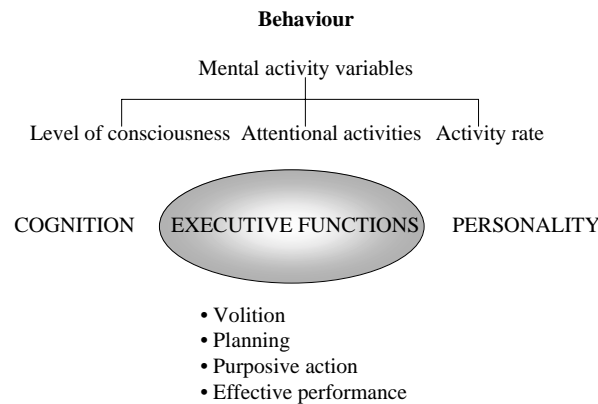 Behaviour
Mental activity variables
Level of consciousness Attentional activities Activity rate
COGNITION EXECUTIVE FUNCTIONS PERSONALITY
• Volition
• Planning
• Purposive action
• Effective performance